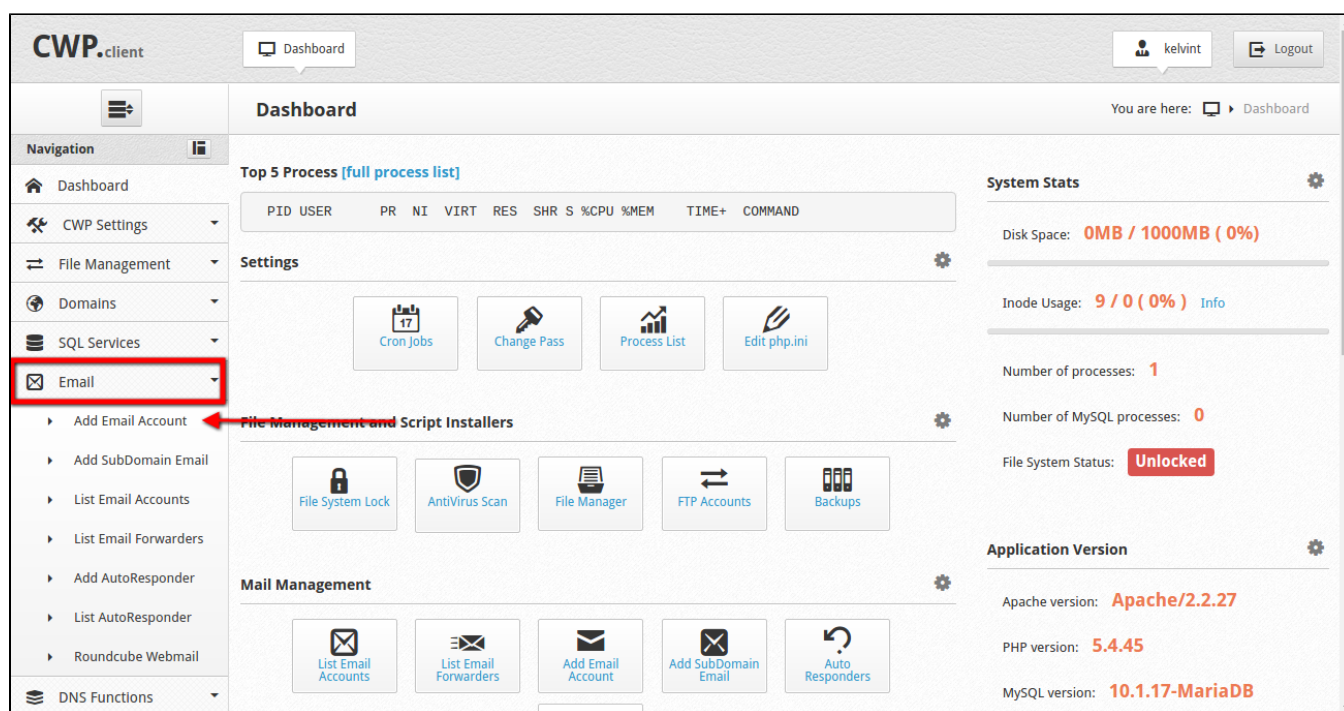 CWP.client
Dashboard
kelvint
Logout
Dashboard
You are here: Dashboard
Navigation
Dashboard
CWP Settings
File Management
Domains
SQL Services
Email
Add Email Account
Add SubDomain Email
List Email Accounts
List Email Forwarders
Add AutoResponder
List AutoResponder
Roundcube Webmail
DNS Functions
Top 5 Process [full process list]
PID USER PR NI VIRT RES SHR S %CPU %MEM TIME+ COMMAND
Settings
17
Cron Jobs
Change Pass
Process List
Edit php.ini
File Management and Script Installers
File System Lock
AntiVirus Scan
File Manager
FTP Accounts
Backups
Mail Management
List Email
Accounts
List Email
Forwarders
Add Email
Account
Add SubDomain
Email
Auto
Responders
System Stats
Disk Space: 0MB / 1000MB ( 0%)
Inode Usage: 9 / 0 ( 0% ) Info
Number of processes: 1
Number of MySQL processes: 0
File System Status: Unlocked
Application Version
Apache version: Apache/2.2.27
PHP version: 5.4.45
MySQL version: 10.1.17-MariaDB